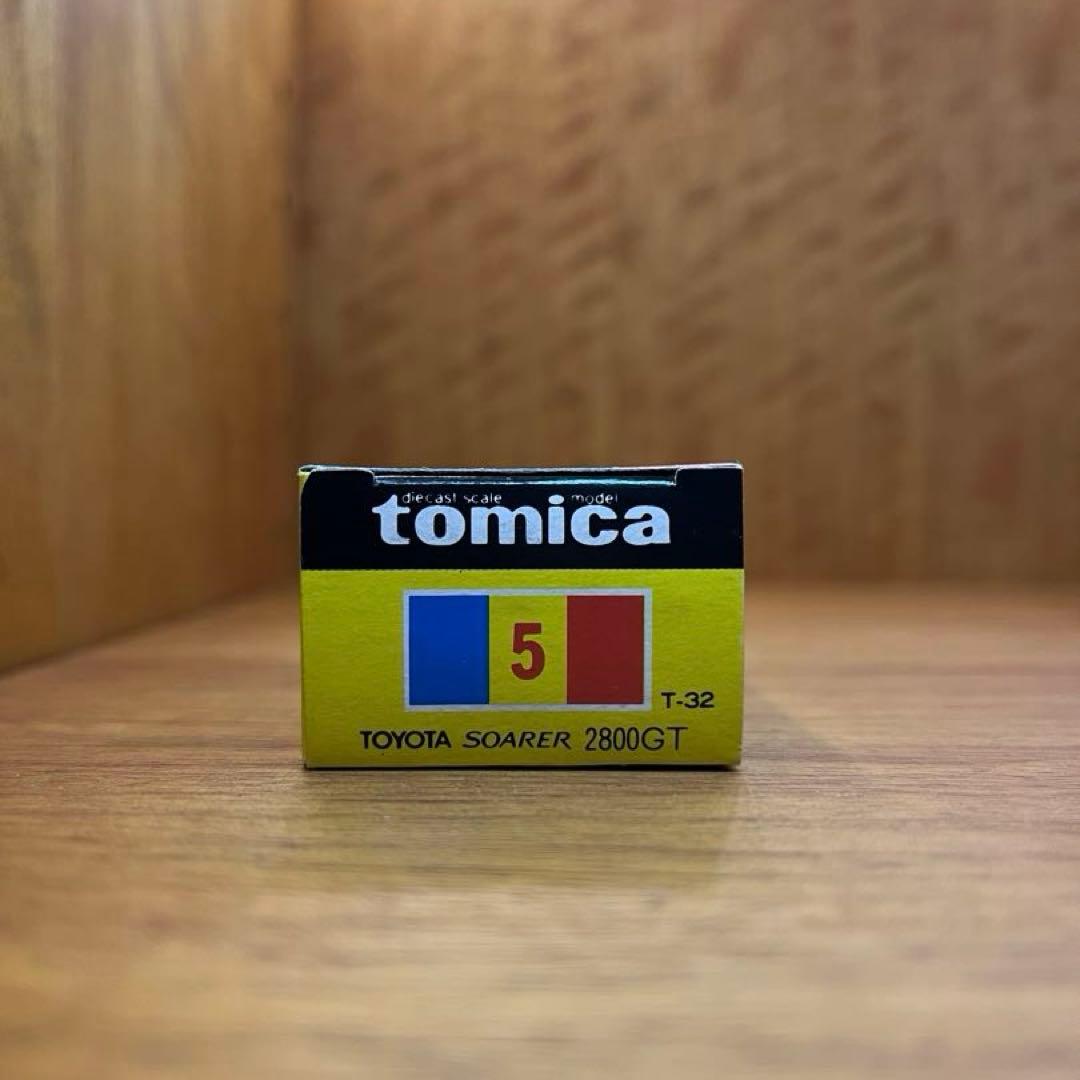 diecast scale model
tomica
5
T-32
TOYOTA SOARER 2800GT